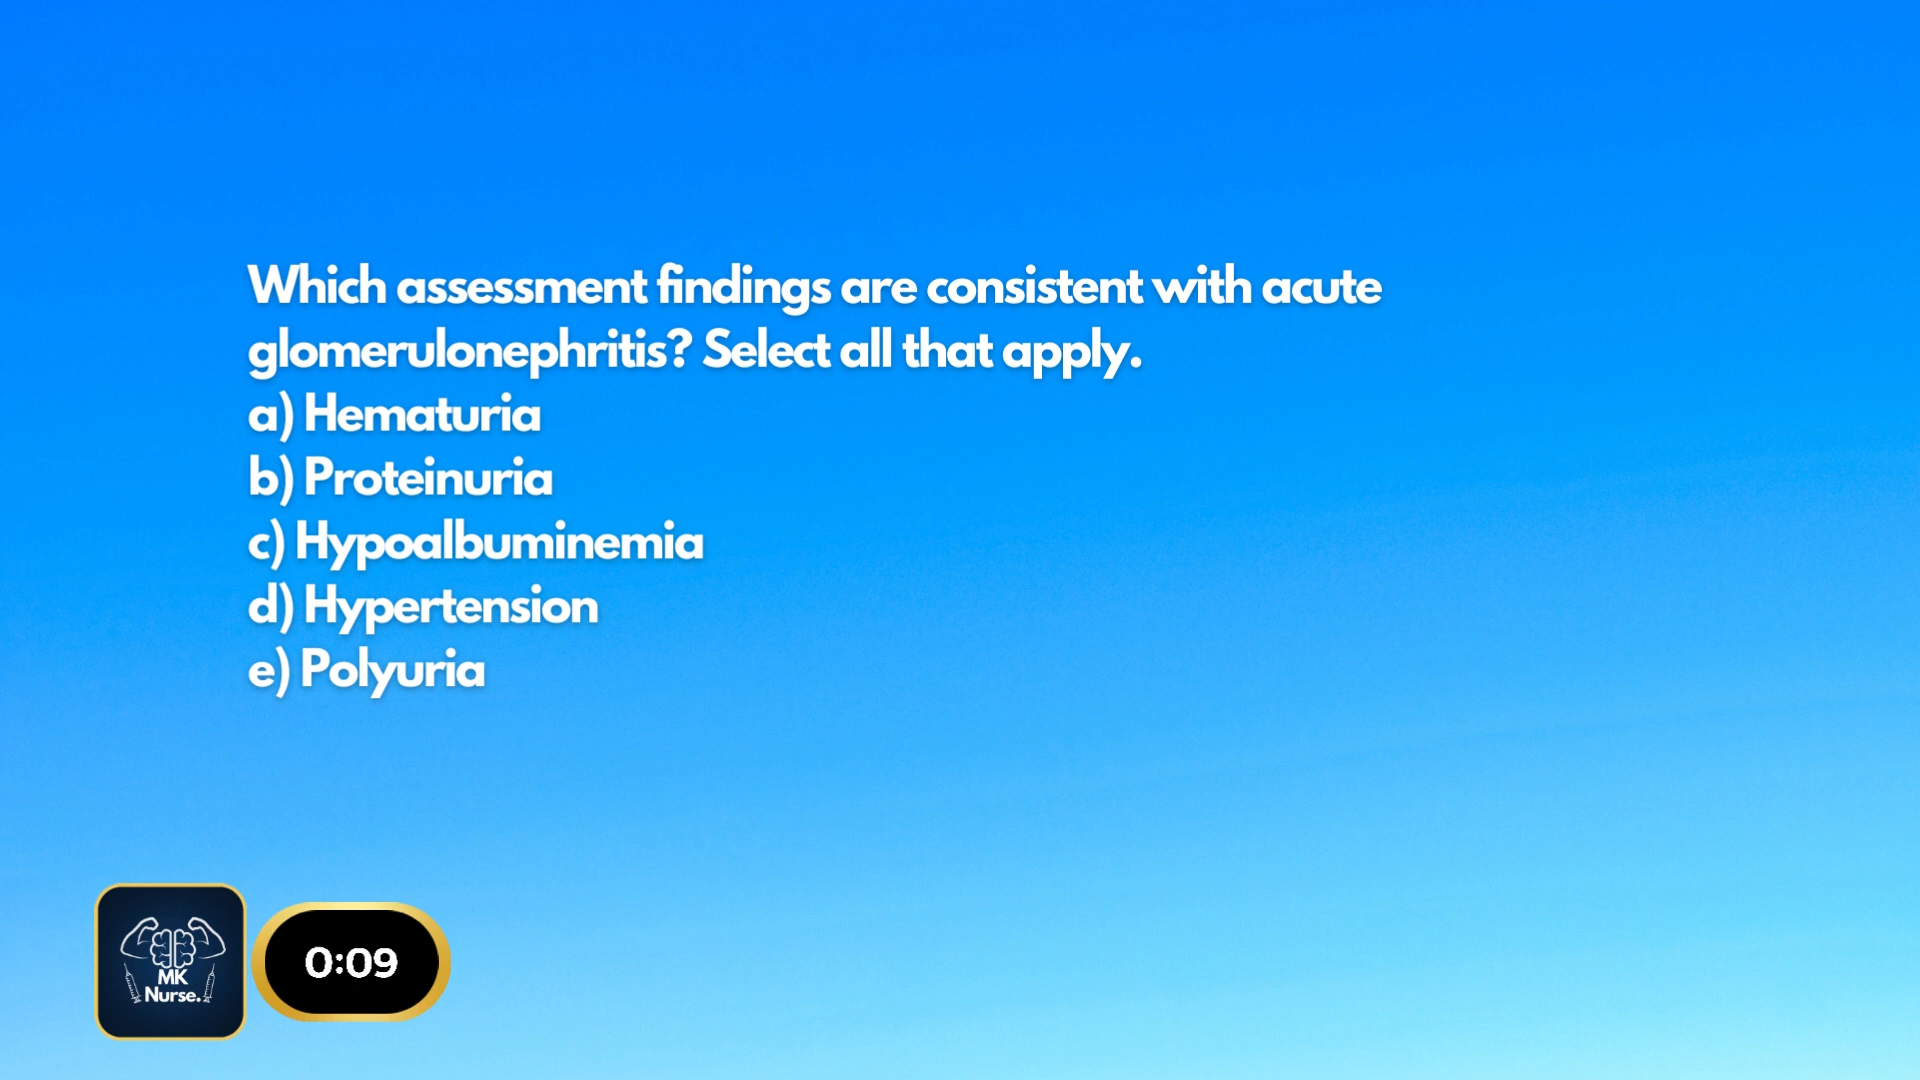 Which assessment findings are consistent with acute
glomerulonephritis? Select all that apply.
a) Hematuria
b) Proteinuria
c) Hypoalbuminemia
d) Hypertension
e) Polyuria
MK
Nurse.
0:09